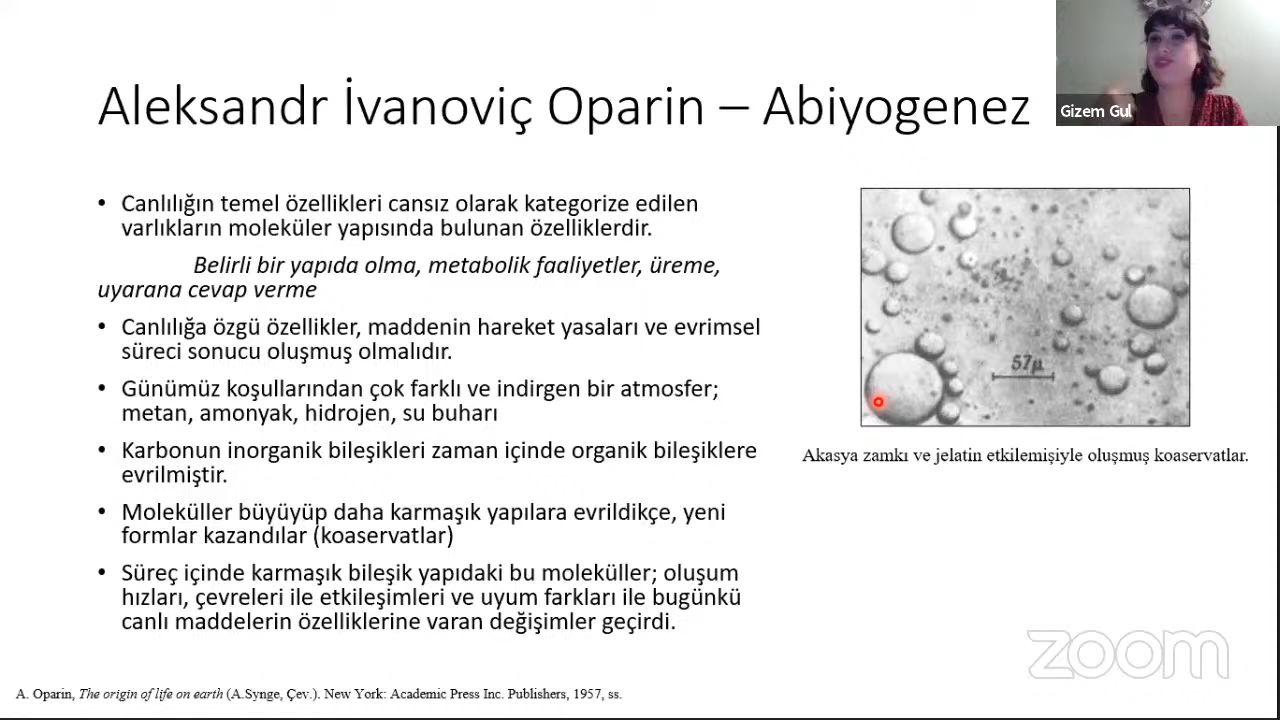 Aleksandr İvanoviç Oparin – Abiyogenez
Gizem Gul
• Canlılığın temel özellikleri cansız olarak kategorize edilen
varlıkların moleküler yapısında bulunan özelliklerdir.
Belirli bir yapıda olma, metabolik faaliyetler, üreme,
uyarana cevap verme
• Canlılığa özgü özellikler, maddenin hareket yasaları ve evrimsel
süreci sonucu oluşmuş olmalıdır.
• Günümüz koşullarından çok farklı ve indirgen bir atmosfer;
metan, amonyak, hidrojen, su buharı
• Karbonun inorganik bileşikleri zaman içinde organik bileşiklere
evrilmiştir.
• Moleküller büyüyüp daha karmaşık yapılara evrildikçe, yeni
formlar kazandılar (koaservatlar)
• Süreç içinde karmaşık bileşik yapıdaki bu moleküller; oluşum
hızları, çevreleri ile etkileşimleri ve uyum farkları ile bugünkü
canlı maddelerin özelliklerine varan değişimler geçirdi.
57μ
Akasya zamkı ve jelatin etkilemişiyle oluşmuş koaservatlar.
zoom
A. Oparin, The origin of life on earth (A.Synge, Çev.). New York: Academic Press Inc. Publishers, 1957, ss.